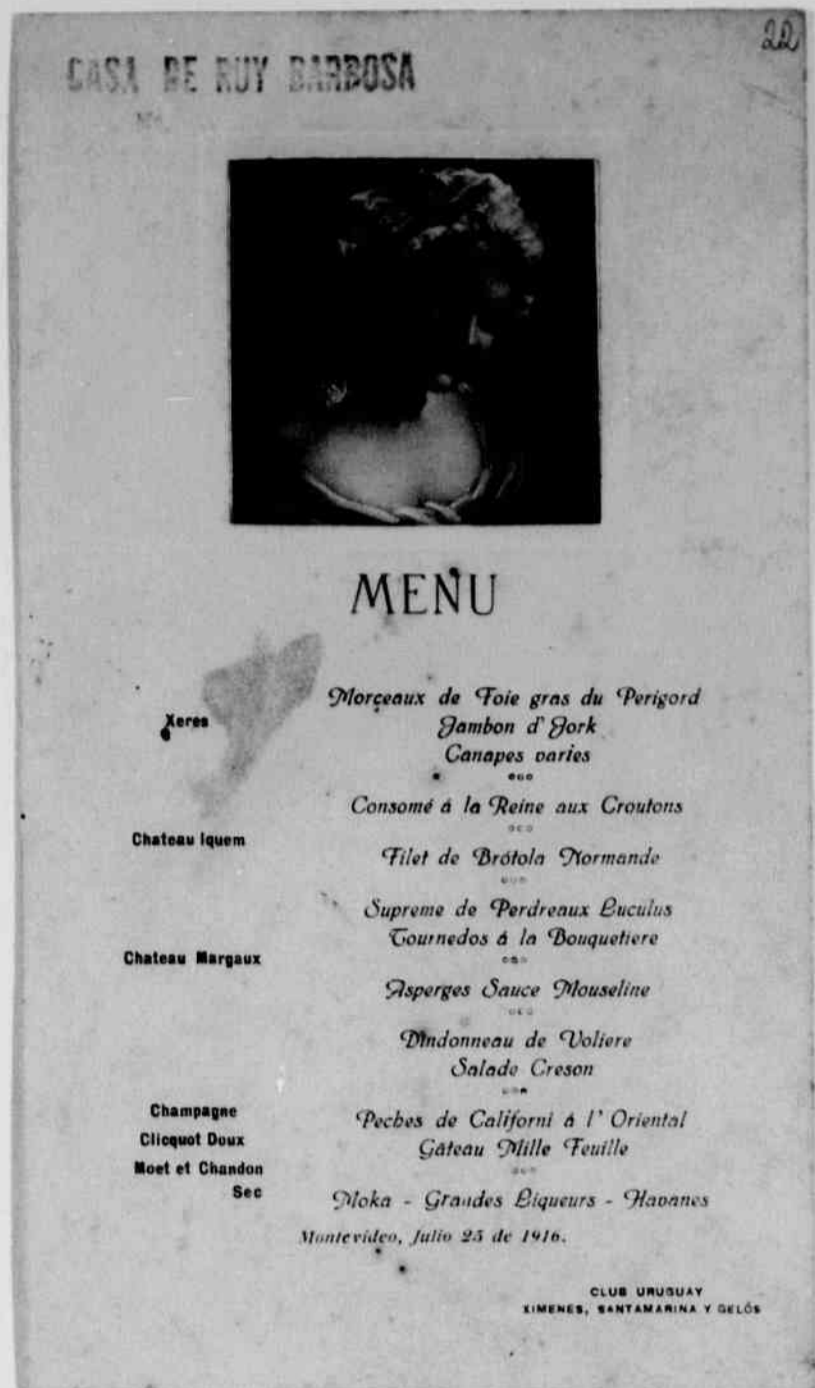 22
CASA DE RUY BARBOSA
MENU
Xeres
Morçeaux de Foie gras du Perigord
Jambon d' York
Canapes varies
Consomé á la Reine aux Croutons
Chateau Iquem
Filet de Brótola Normande
Supreme de Perdreaux Luculus
Tournedos á la Bouquetiere
Chateau Margaux
Asperges Sauce Mouseline
Dindonneau de Voliere
Salade Creson
Champagne
Clicquot Doux
Moet et Chandon
Sec
Peches de Californi á l' Oriental
Gâteau Mille Feuille
Moka - Grandes Liqueurs - Havanes
Montevideo, Julio 25 de 1916.
CLUB URUGUAY
XIMENES, SANTAMARINA Y GELÓS